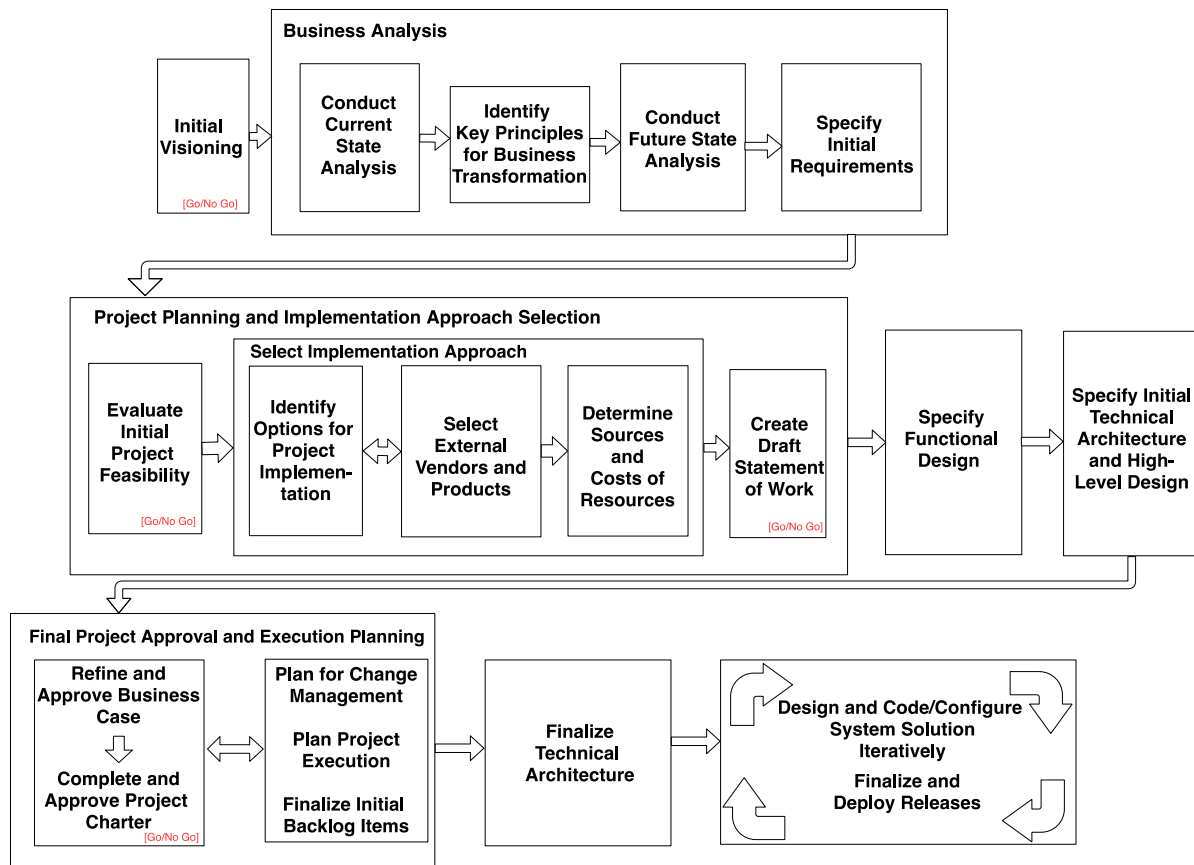 Business Analysis
Initial
Visioning
[Go/No Go]
Conduct
Current
State
Analysis
Identify
Key Principles
for Business
Transformation
Conduct
Future State
Analysis
Specify
Initial
Requirements
Project Planning and Implementation Approach Selection
Evaluate
Initial
Project
Feasibility
[Go/No Go]
Select Implementation Approach
Identify
Options for
Project
Implemen-
tation
Select
External
Vendors and
Products
Determine
Sources
and
Costs of
Resources
Create
Draft
Statement
of Work
[Go/No Go]
Specify
Functional
Design
Specify Initial
Technical
Architecture
and High-
Level Design
Final Project Approval and Execution Planning
Refine and
Approve Business
Case
Complete and
Approve Project
Charter
[Go/No Go]
Plan for Change
Management
Plan Project
Execution
Finalize Initial
Backlog Items
Finalize
Technical
Architecture
Design and Code/Configure
System Solution
Iteratively
Finalize and
Deploy Releases